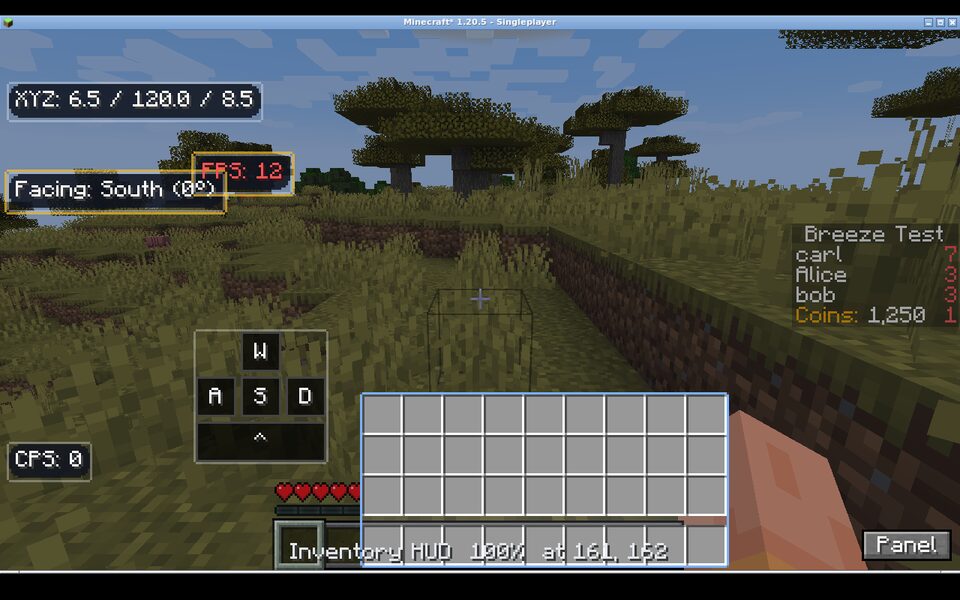 Minecraft* 1.20.5 - Singleplayer
XYZ: 6.5 / 120.0 / 8.5
FPS: 12
Facing: South (0°)
Breeze Test
carl 7
Alice 3
bob 3
Coins: 1,250 1
W
A S D
^
CPS: 0
Inventory HUD 100% at 161, 162
Panel